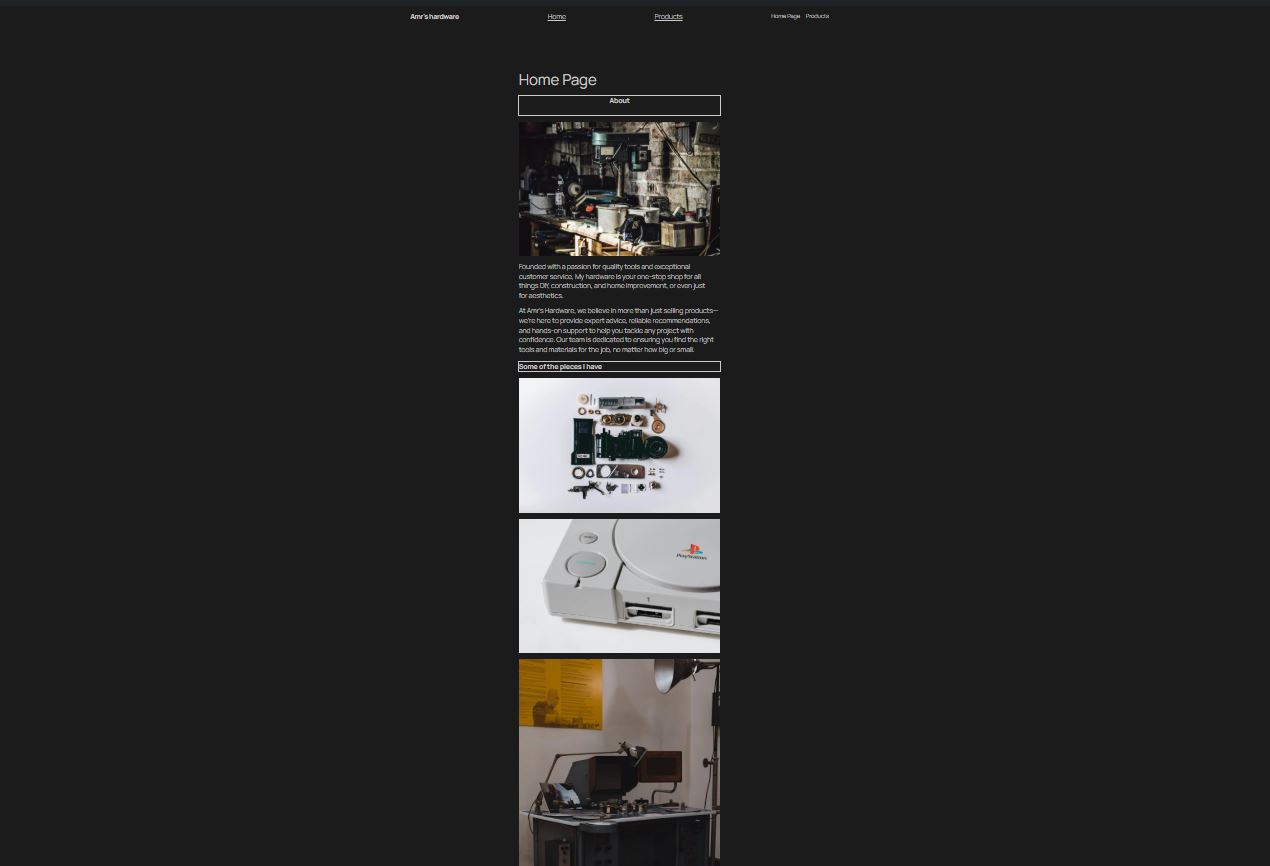 Amr's hardware
Home
Products
Home Page
Products
Home Page
About
Founded with a passion for quality tools and exceptional
customer service, My hardware is your one-stop shop for all
things DIY, construction, and home improvement, or even just
for aesthetics.
At Amr's Hardware, we believe in more than just selling products—
we're here to provide expert advice, reliable recommendations,
and hands-on support to help you tackle any project with
confidence. Our team is dedicated to ensuring you find the right
tools and materials for the job, no matter how big or small.
Some of the pieces I have
PlayStation
1